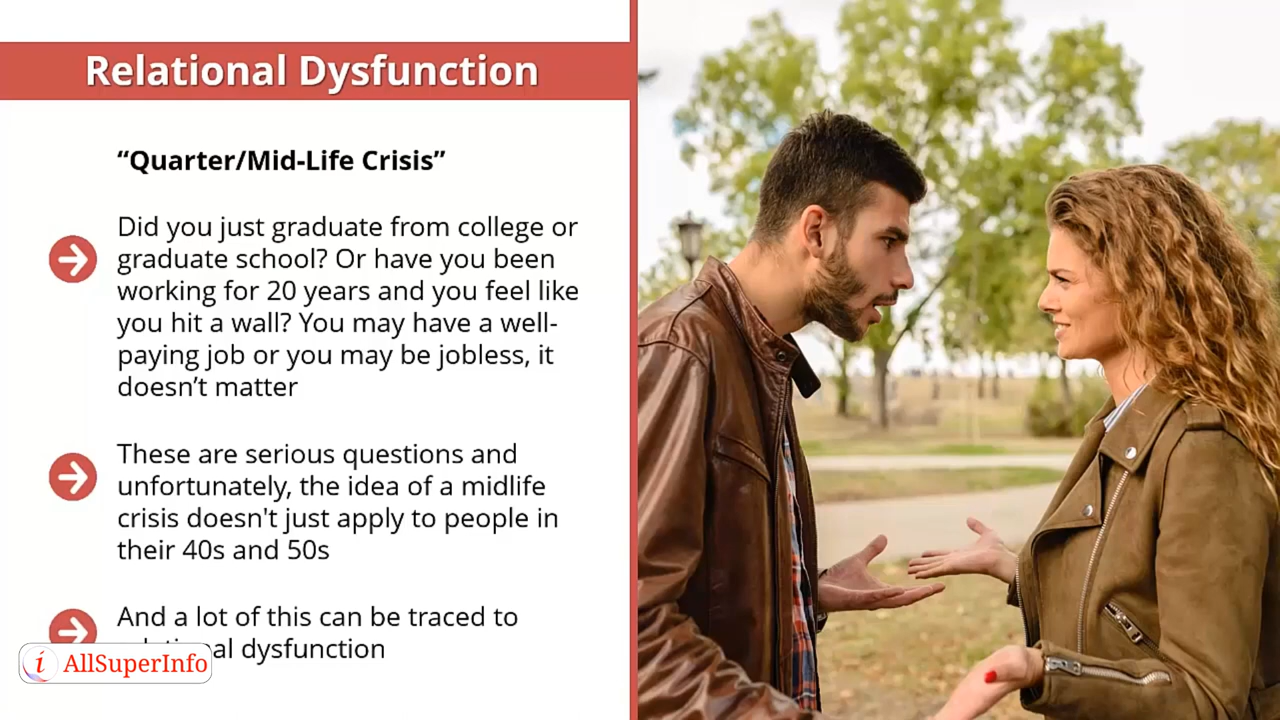 Relational Dysfunction
“Quarter/Mid-Life Crisis”
Did you just graduate from college or
graduate school? Or have you been
working for 20 years and you feel like
you hit a wall? You may have a well-
paying job or you may be jobless, it
doesn’t matter
These are serious questions and
unfortunately, the idea of a midlife
crisis doesn't just apply to people in
their 40s and 50s
And a lot of this can be traced to
dysfunction
i AllSuperInfo